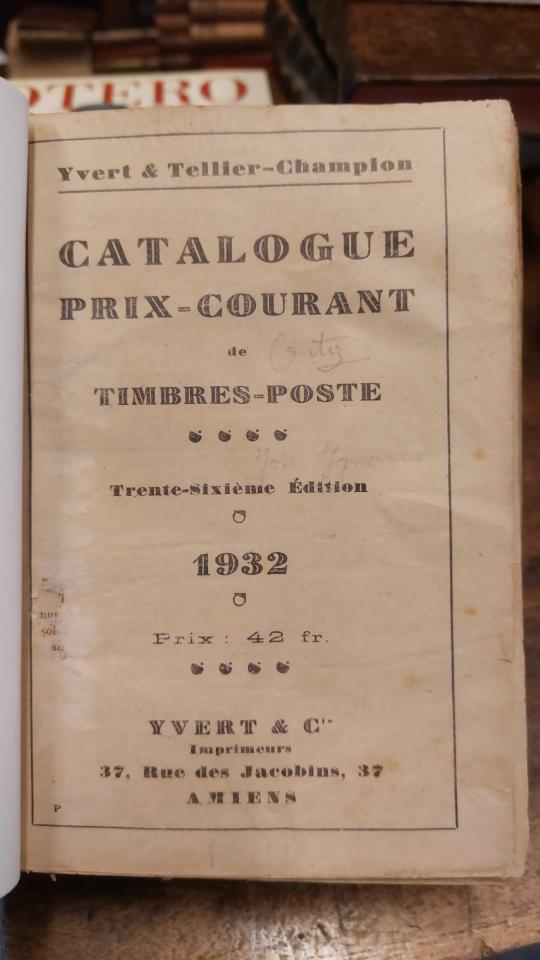 OTERO
Yvert & Tellier-Champion
CATALOGUE
PRIX-COURANT
de
TIMBRES-POSTE
Trente-Sixième Édition
1932
Prix : 42 fr.
YVERT & Cie
Imprimeurs
37, Rue des Jacobins, 37
AMIENS
P